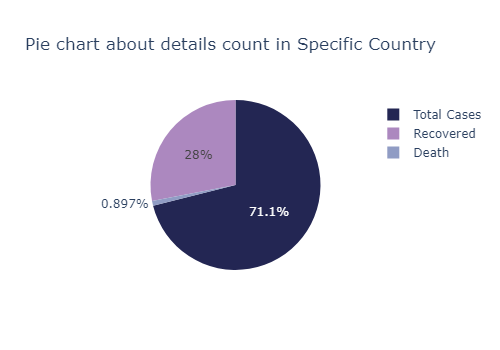 Pie chart about details count in Specific Country
Total Cases
Recovered
Death
28%
0.897%
71.1%